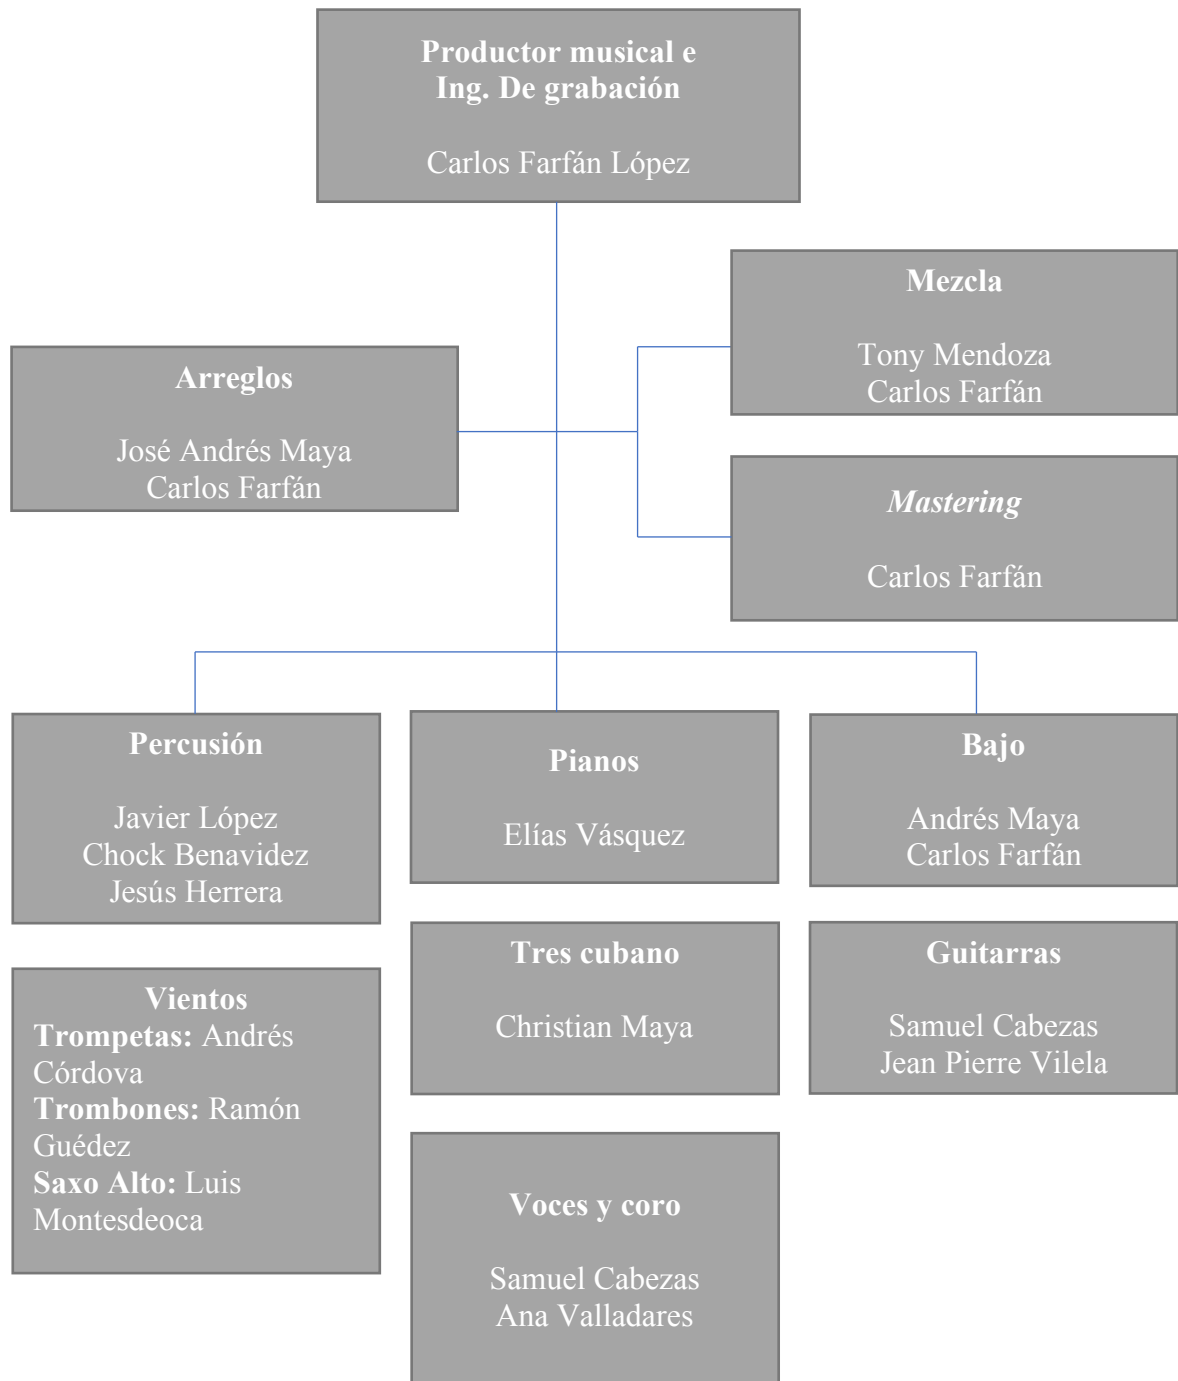 Productor musical e
Ing. De grabación
Carlos Farfán López
Mezcla
Tony Mendoza
Carlos Farfán
Arreglos
José Andrés Maya
Carlos Farfán
Mastering
Carlos Farfán
Percusión
Javier López
Chock Benavidez
Jesús Herrera
Pianos
Elías Vásquez
Bajo
Andrés Maya
Carlos Farfán
Tres cubano
Christian Maya
Guitarras
Samuel Cabezas
Jean Pierre Vilela
Vientos
Trompetas: Andrés
Córdova
Trombones: Ramón
Guédez
Saxo Alto: Luis
Montesdeoca
Voces y coro
Samuel Cabezas
Ana Valladares